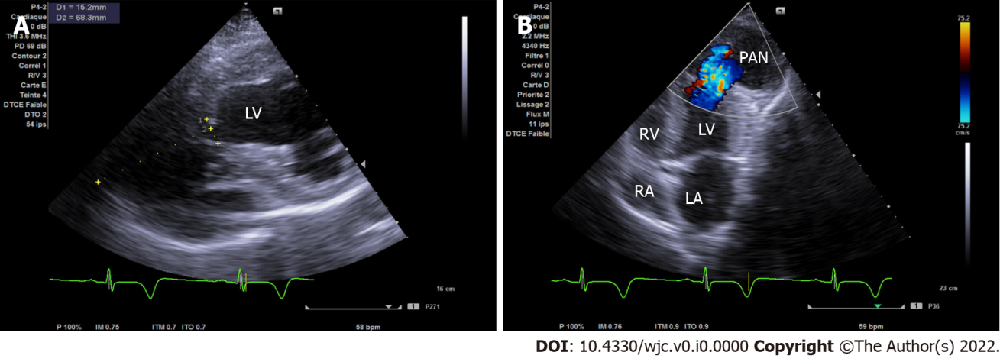 A
P4-2
Cardiaque
0 dB
THI 3.6 MHz
PD 69 dB
Contour 2
Corrél 1
R/V 3
Carte E
Teinte 4
DTCE Faible
DTO 2
54 ips
D1 = 15.2mm
D2 = 68.3mm
LV
1
2
16 cm
1 P271
P 100% IM 0.75 ITM 0.7 ITO 0.7 58 bpm
B
P4-2
Cardiaque
0 dB
2.2 MHz
4340 Hz
Filtre 1
Corrél 0
R/V 3
Carte D
Priorité 2
Lissage 2
Flux M
11 ips
DTCE Faible
PAN
RV
LV
RA
LA
75.2
75.2
cm/s
23 cm
1 P36
P 100% IM 0.76 ITM 0.9 ITO 0.9 59 bpm
DOI: 10.4330/wjc.v0.i0.0000 Copyright ©The Author(s) 2022.